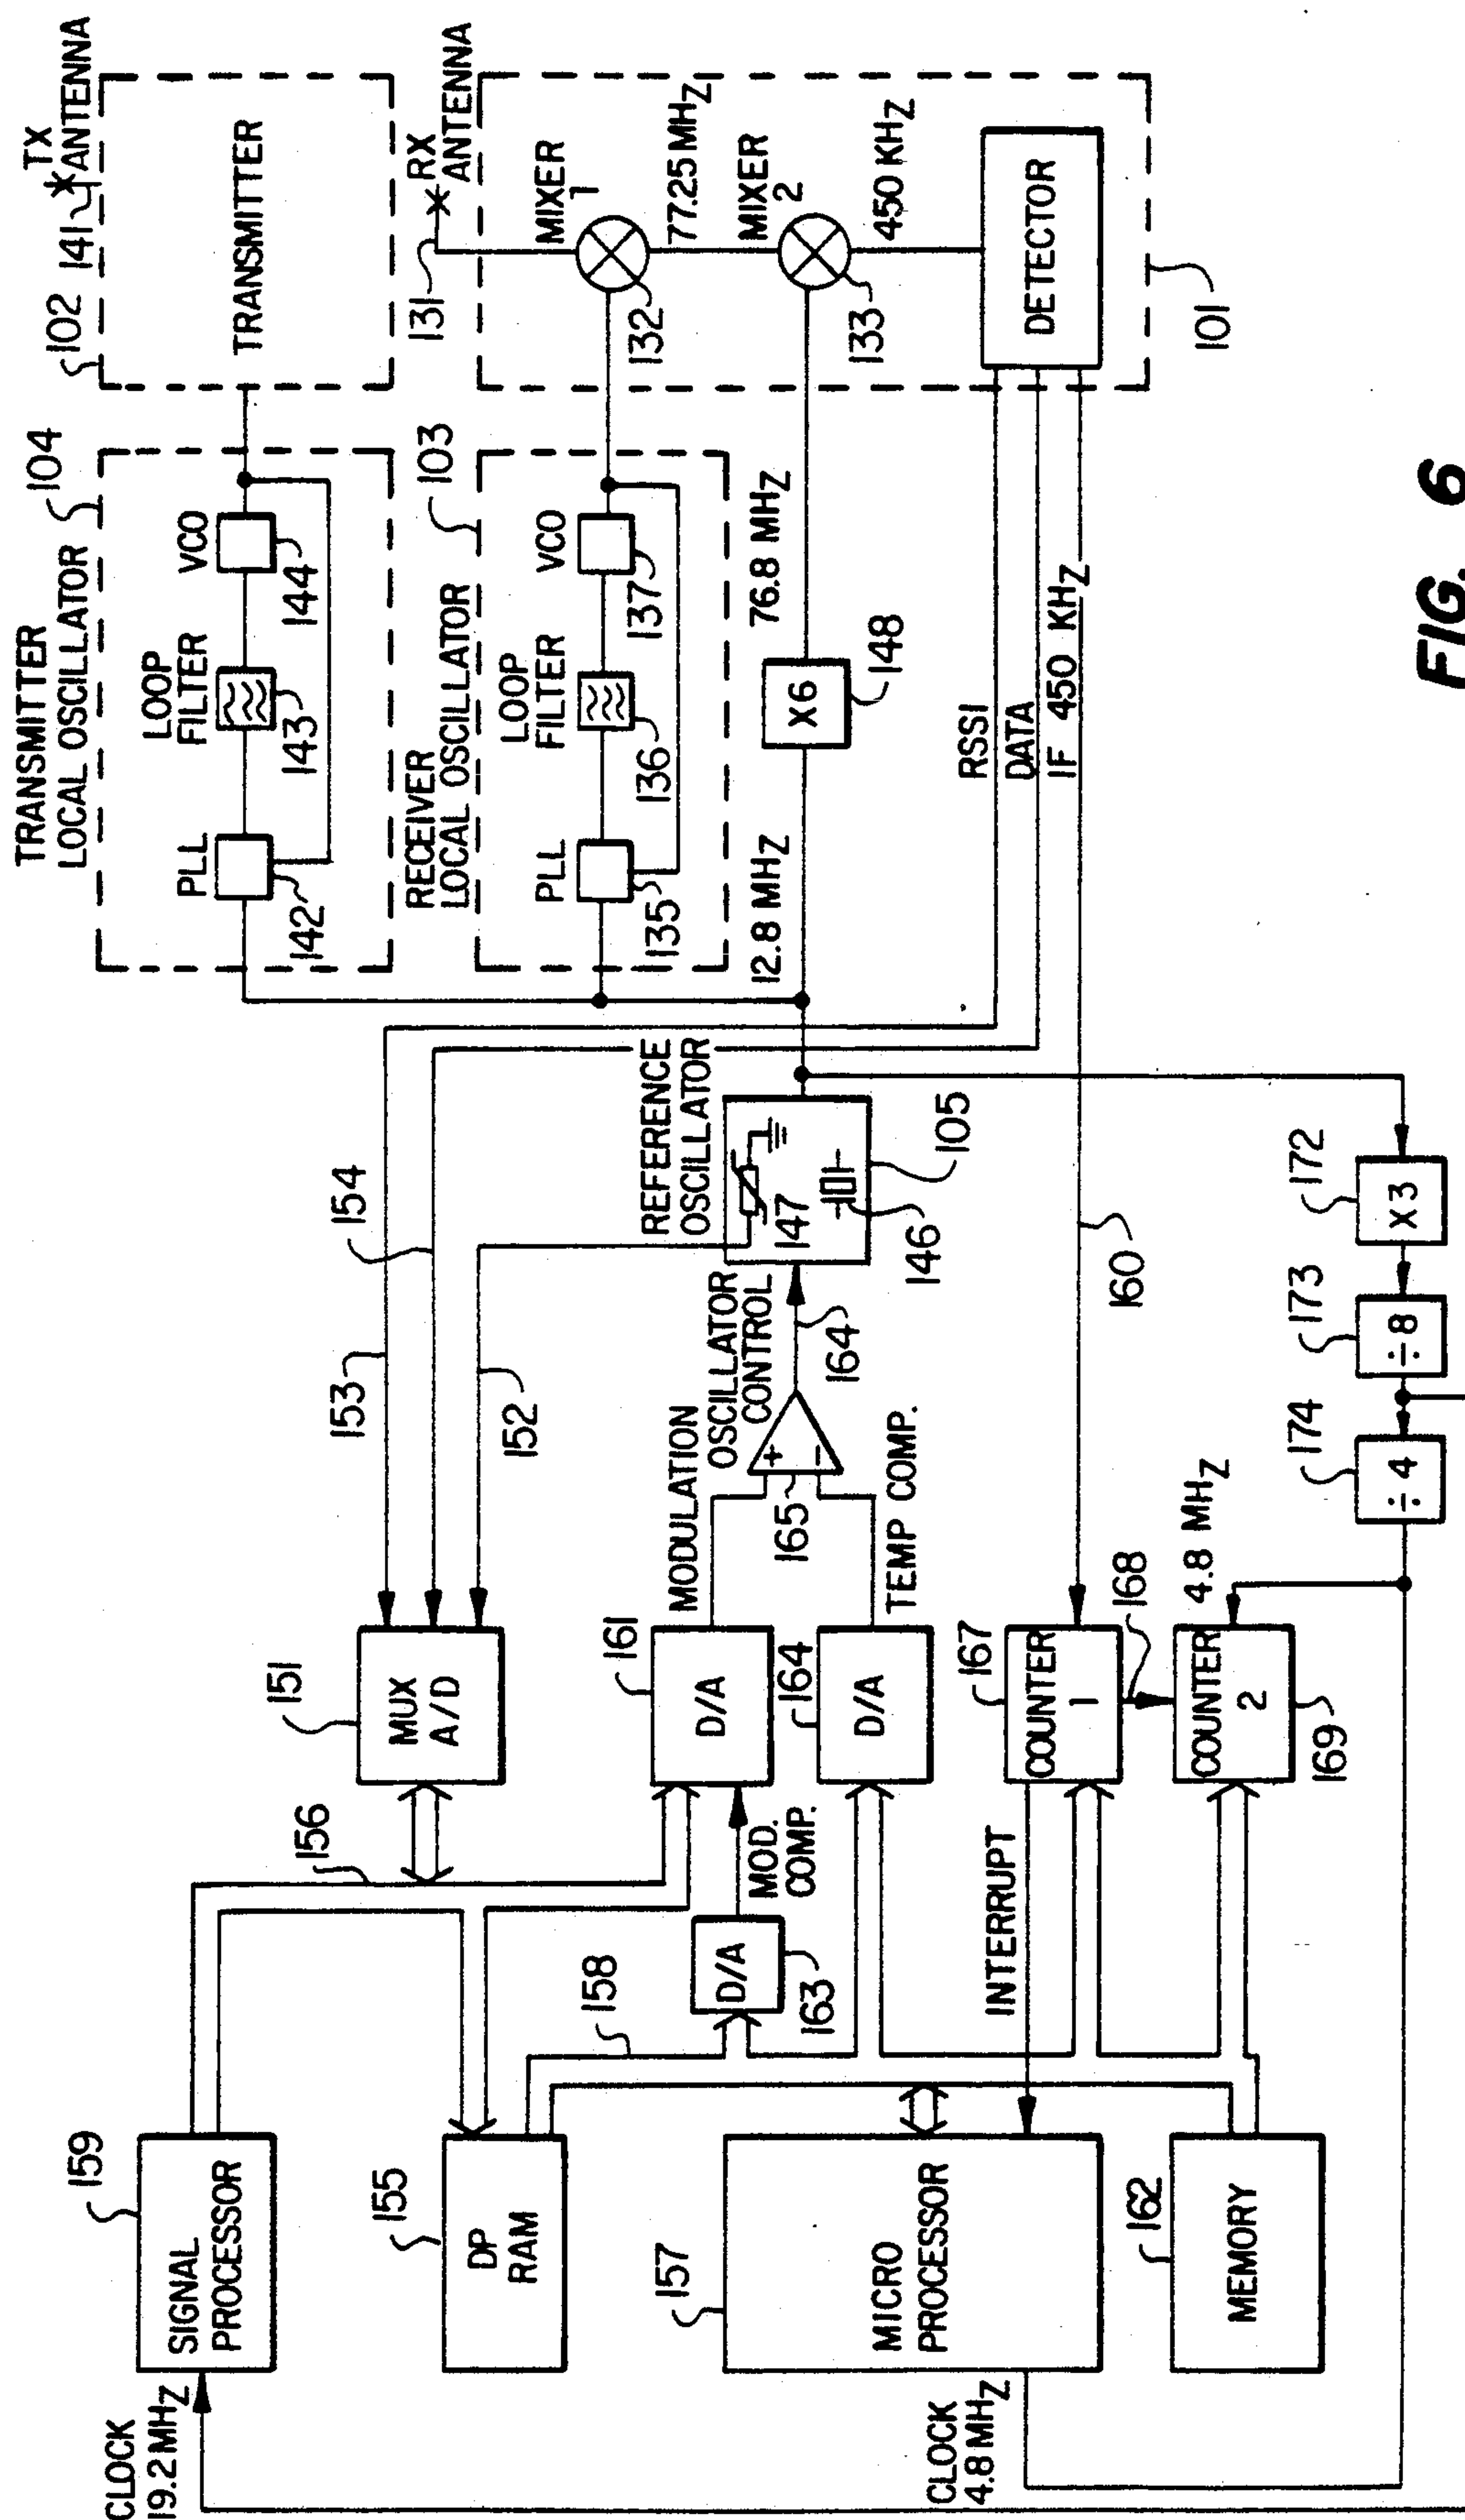 CLOCK
19.2 MHZ
159
SIGNAL
PROCESSOR
155
DP
RAM
157
MICRO
PROCESSOR
CLOCK
4.8 MHZ
162
MEMORY
156
158
D/A
163
MOD.
COMP.
INTERRUPT
151
MUX
A/D
161
D/A
164
D/A
167
COUNTER
1
168
COUNTER
2
169
4.8 MHZ
153
154
152
MODULATION
OSCILLATOR
CONTROL
+
−
165
164
TEMP COMP.
REFERENCE
OSCILLATOR
147
146
105
160
174
÷ 4
173
÷ 8
172
X 3
TRANSMITTER
LOCAL OSCILLATOR
104
PLL
142
LOOP
FILTER
143
VCO
144
RECEIVER
LOCAL OSCILLATOR
103
PLL
135
LOOP
FILTER
136
VCO
137
12.8 MHZ
X6
148
76.8 MHZ
RSSI
DATA
IF 450 KHZ
102
141
TX
ANTENNA
TRANSMITTER
131
RX
ANTENNA
MIXER
1
132
77.25 MHZ
MIXER
2
133
450 KHZ
DETECTOR
101
FIG. 6